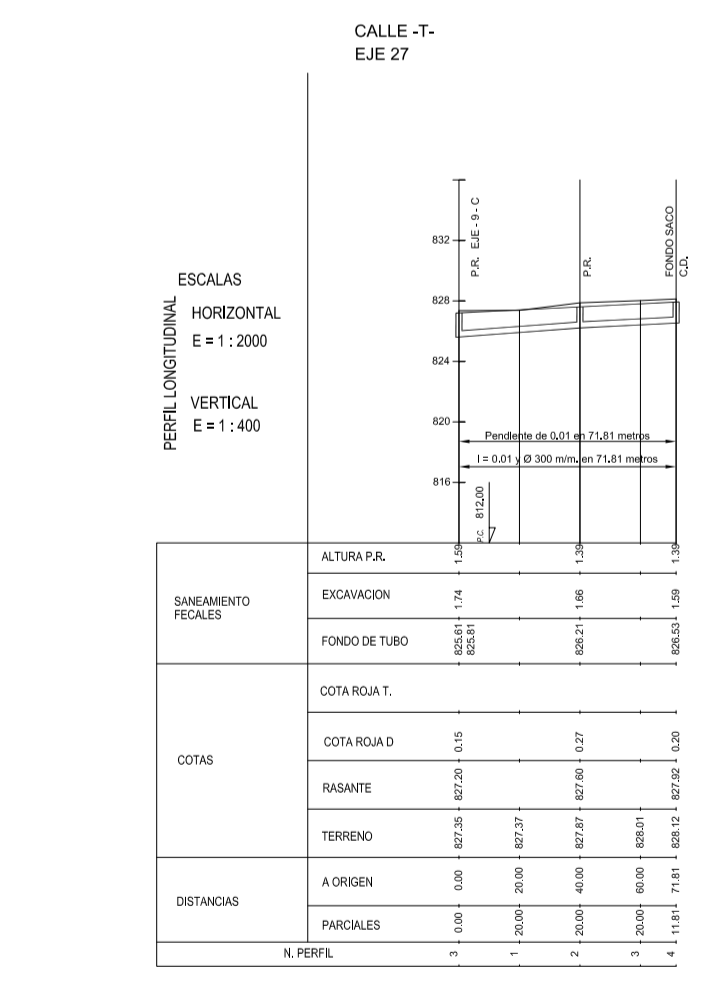 CALLE -T-
EJE 27
PERFIL LONGITUDINAL
ESCALAS
HORIZONTAL
E = 1 : 2000
VERTICAL
E = 1 : 400
832
828
824
820
816
P.R. EJE - 9 - C
P.R.
FONDO SACO
C.D.
Pendiente de 0.01 en 71.81 metros
I = 0.01 y Ø 300 m/m. en 71.81 metros
P.C. 812.00
SANEAMIENTO
FECALES
ALTURA P.R. 1.59 1.39 1.39
EXCAVACION 1.74 1.66 1.59
FONDO DE TUBO 825.61 825.81 826.21 826.53
COTAS
COTA ROJA T.
COTA ROJA D 0.15 0.27 0.20
RASANTE 827.20 827.60 827.92
TERRENO 827.35 827.37 827.87 828.01 828.12
DISTANCIAS
A ORIGEN 0.00 20.00 40.00 60.00 71.81
PARCIALES 0.00 20.00 20.00 20.00 11.81
N. PERFIL 3 1 2 3 4